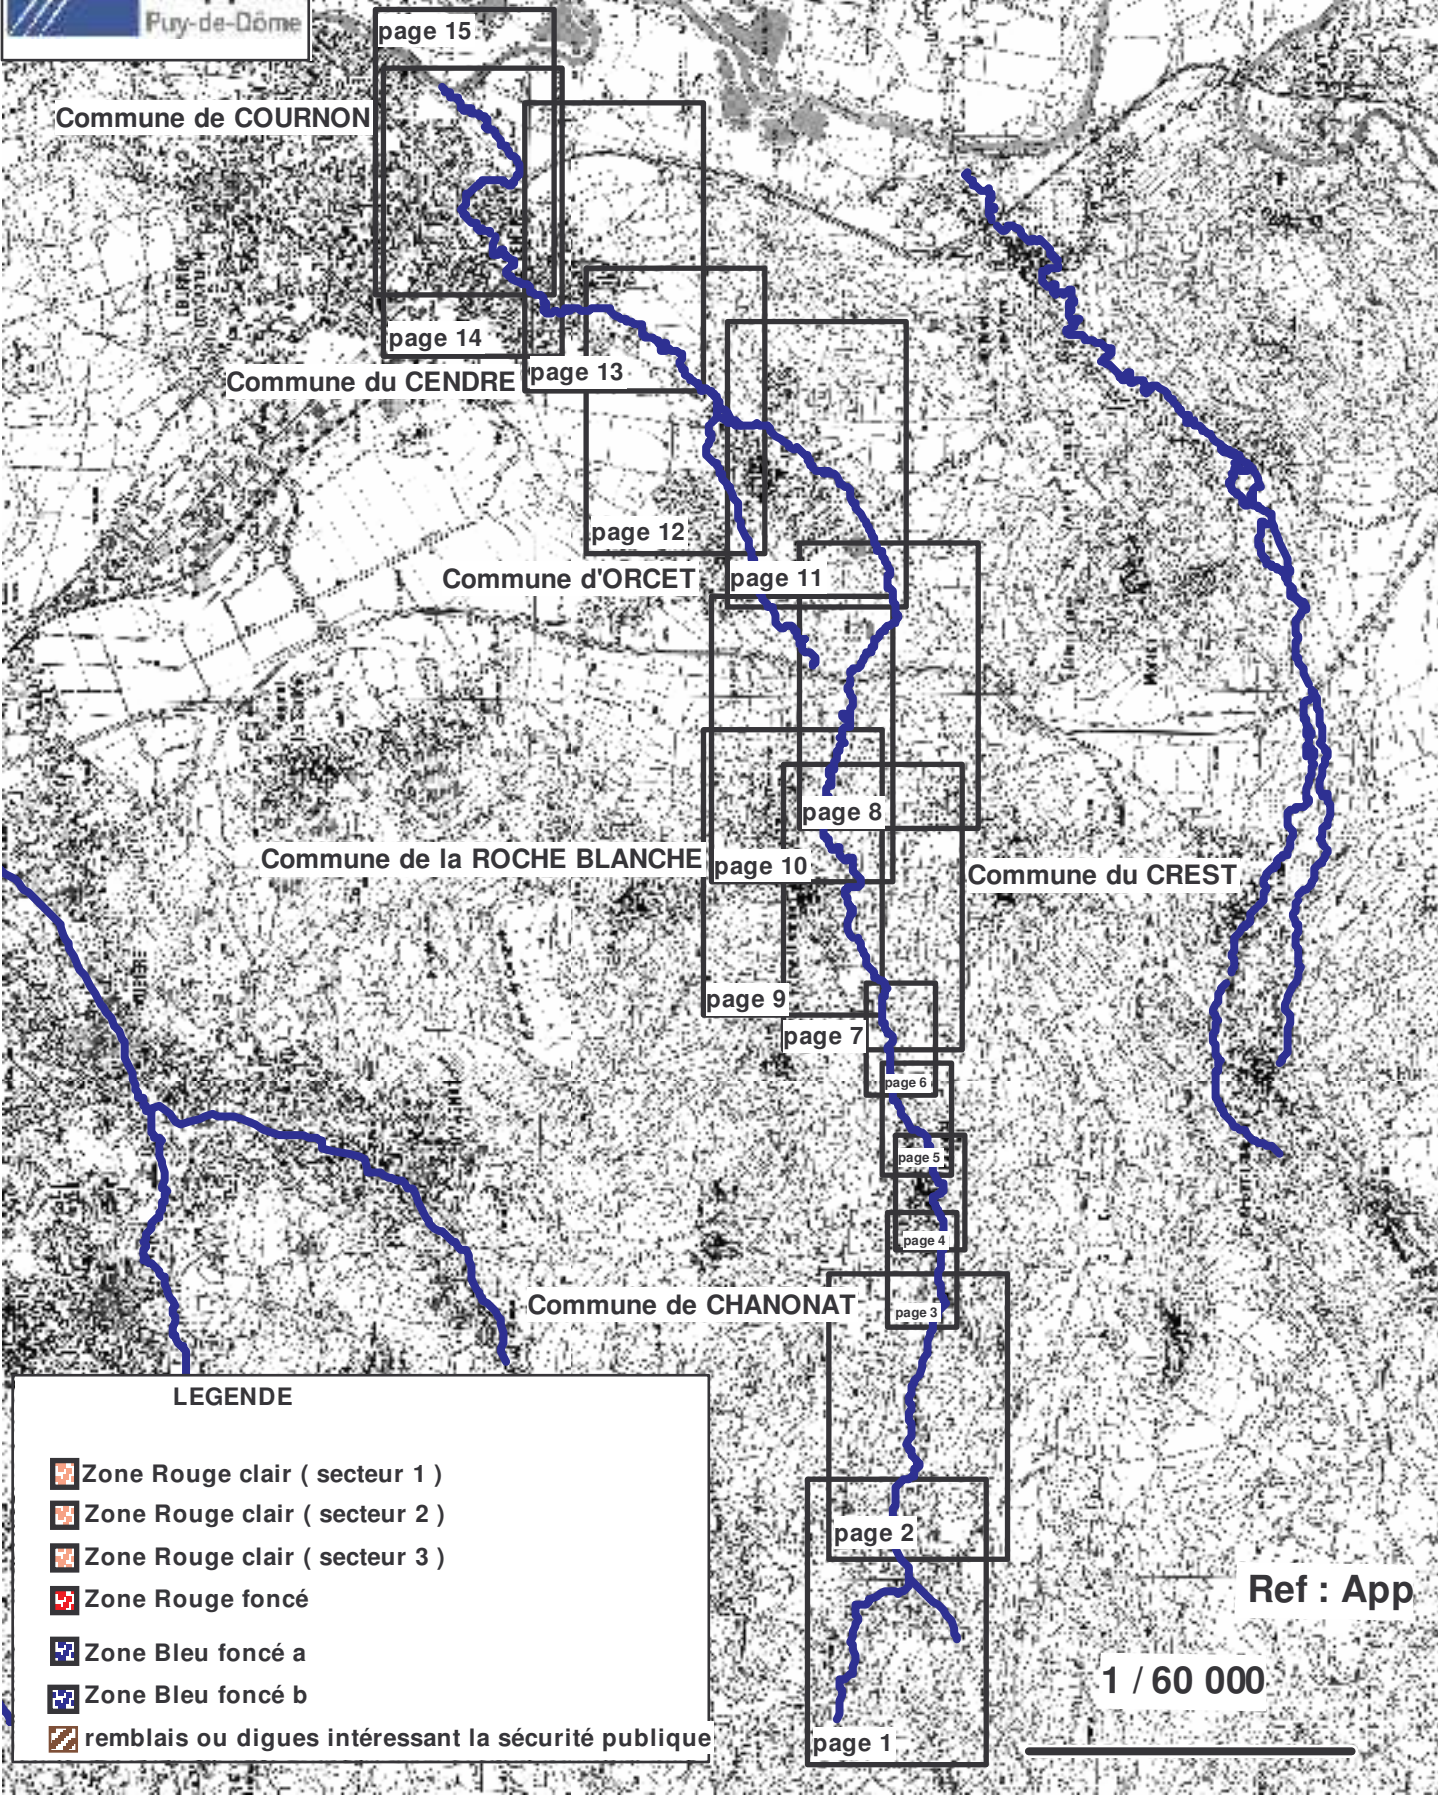 Puy-de-Dôme
page 15
Commune de COURNON
page 14
page 13
Commune du CENDRE
page 12
page 11
Commune d'ORCET
page 8
Commune de la ROCHE BLANCHE
page 10
Commune du CREST
page 9
page 7
page 6
page 5
page 4
Commune de CHANONAT
page 3
LEGENDE
Zone Rouge clair ( secteur 1 )
Zone Rouge clair ( secteur 2 )
Zone Rouge clair ( secteur 3 )
Zone Rouge foncé
Zone Bleu foncé a
Zone Bleu foncé b
remblais ou digues intéressant la sécurité publique
page 2
Ref : App
1 / 60 000
page 1